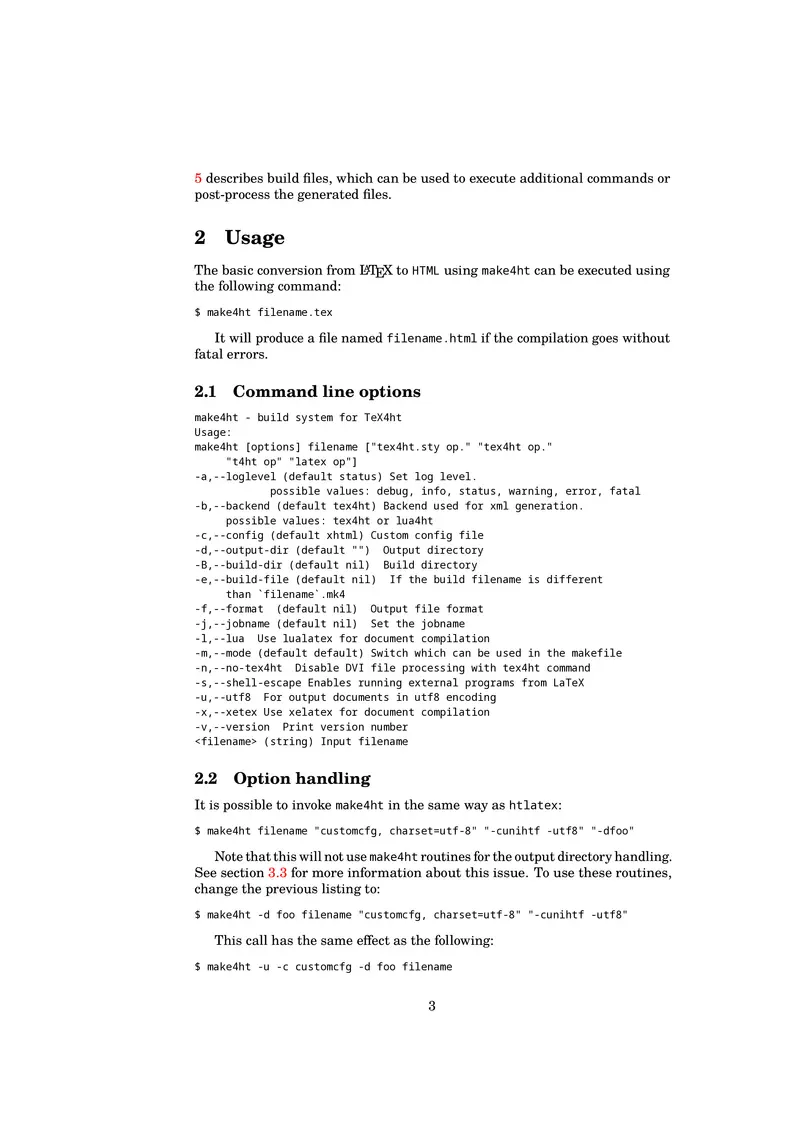 5 describes build files, which can be used to execute additional commands or
post-process the generated files.
2 Usage
The basic conversion from LATEX to HTML using make4ht can be executed using
the following command:
$ make4ht filename.tex
It will produce a file named filename.html if the compilation goes without
fatal errors.
2.1 Command line options
make4ht - build system for TeX4ht
Usage:
make4ht [options] filename ["tex4ht.sty op." "tex4ht op."
"t4ht op" "latex op"]
-a,--loglevel (default status) Set log level.
possible values: debug, info, status, warning, error, fatal
-b,--backend (default tex4ht) Backend used for xml generation.
possible values: tex4ht or lua4ht
-c,--config (default xhtml) Custom config file
-d,--output-dir (default "")  Output directory
-B,--build-dir (default nil)  Build directory
-e,--build-file (default nil)  If the build filename is different
than `filename`.mk4
-f,--format  (default nil)  Output file format
-j,--jobname (default nil)  Set the jobname
-l,--lua  Use lualatex for document compilation
-m,--mode (default default) Switch which can be used in the makefile
-n,--no-tex4ht  Disable DVI file processing with tex4ht command
-s,--shell-escape Enables running external programs from LaTeX
-u,--utf8  For output documents in utf8 encoding
-x,--xetex Use xelatex for document compilation
-v,--version  Print version number
<filename> (string) Input filename
2.2 Option handling
It is possible to invoke make4ht in the same way as htlatex:
$ make4ht filename "customcfg, charset=utf-8" "-cunihtf -utf8" "-dfoo"
Note that this will not use make4ht routines for the output directory handling.
See section 3.3 for more information about this issue. To use these routines,
change the previous listing to:
$ make4ht -d foo filename "customcfg, charset=utf-8" "-cunihtf -utf8"
This call has the same effect as the following:
$ make4ht -u -c customcfg -d foo filename
3